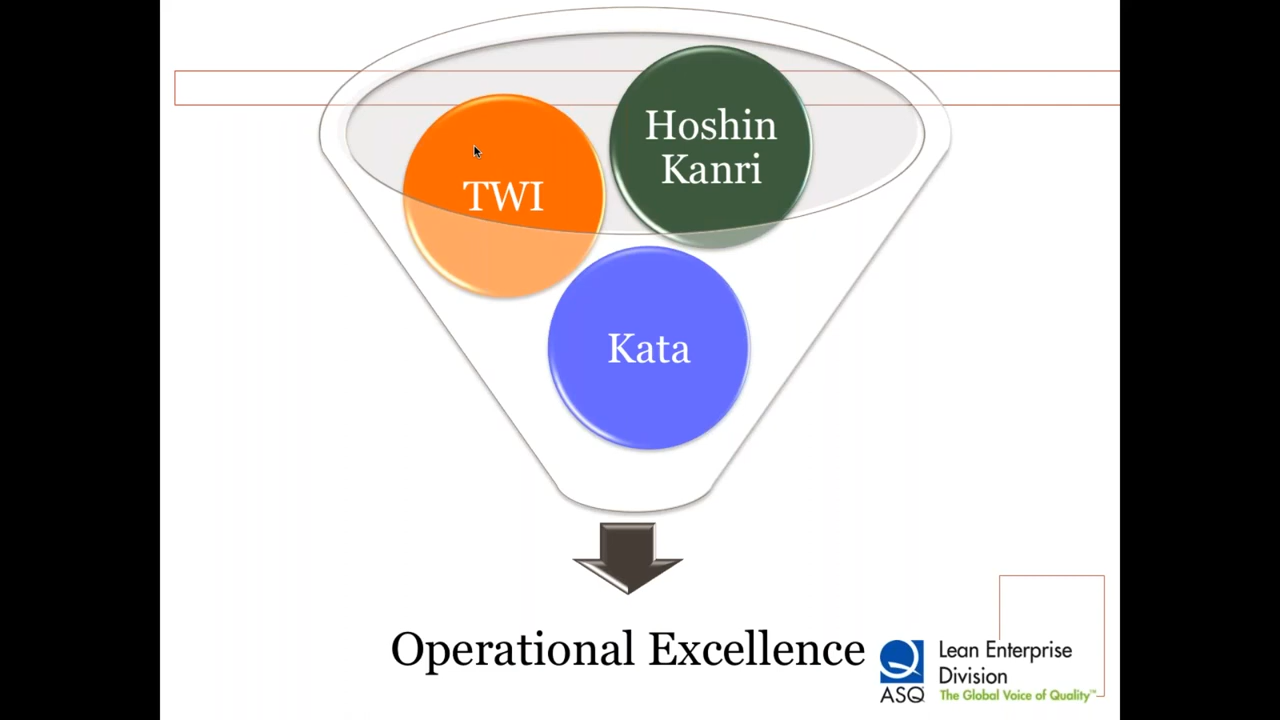 Hoshin
Kanri
TWI
Kata
Operational Excellence
Lean Enterprise
Division
ASQ
The Global Voice of Quality™